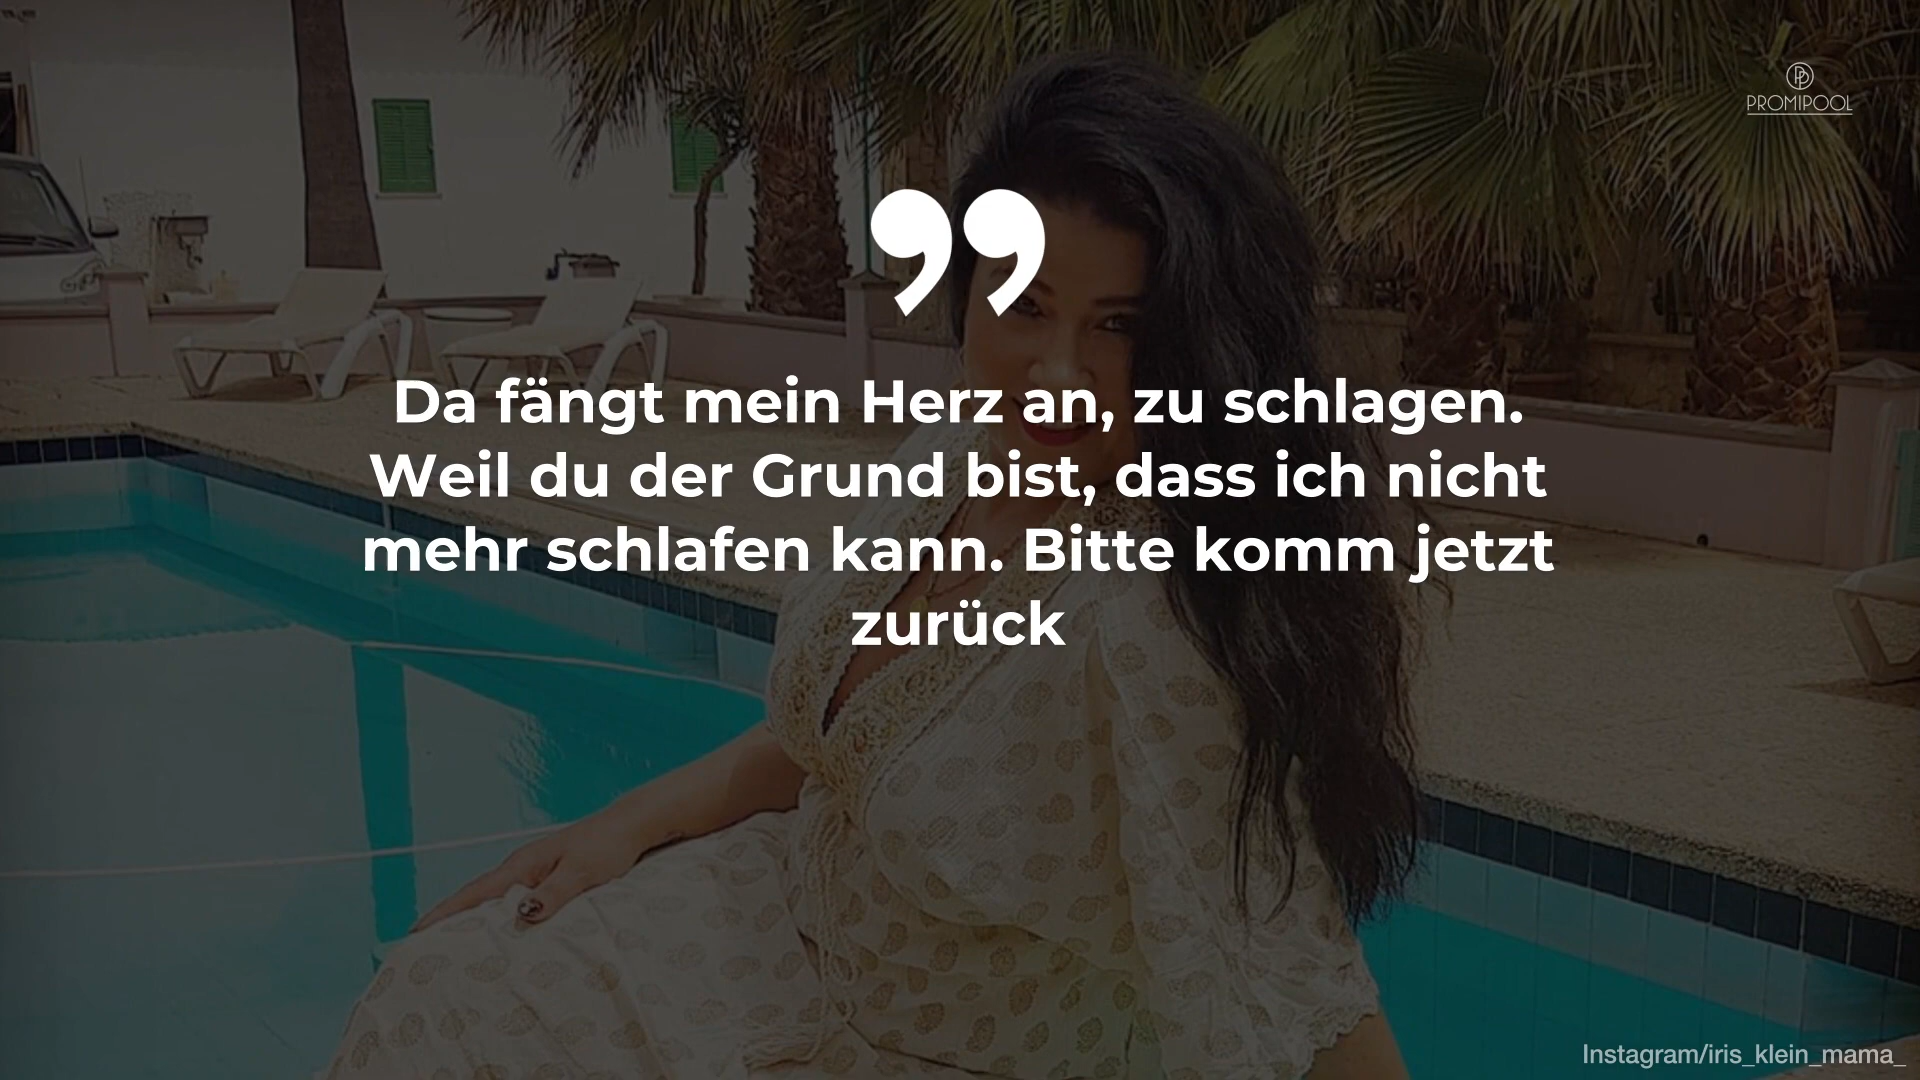 PROMIPOOL
”
Da fängt mein Herz an, zu schlagen.
Weil du der Grund bist, dass ich nicht
mehr schlafen kann. Bitte komm jetzt
zurück
Instagram/iris_klein_mama_